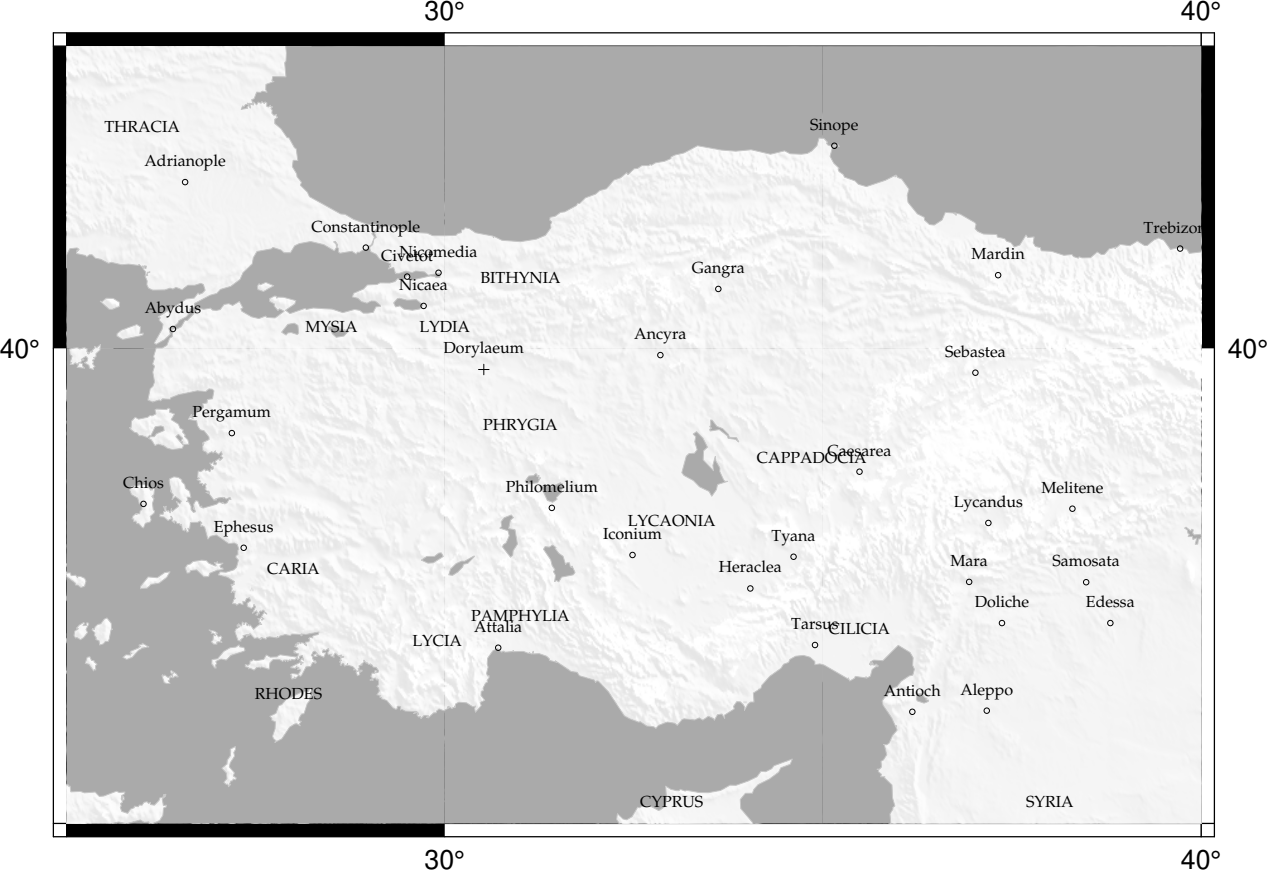 30°
40°
THRACIA
Sinope
Adrianople
Constantinople
Trebizon
Nicomedia
Civetot
Mardin
Gangra
BITHYNIA
Nicaea
Abydus
MYSIA
LYDIA
Ancyra
Dorylaeum
40°
40°
Sebastea
Pergamum
PHRYGIA
Caesarea
CAPPADOCIA
Chios
Philomelium
Melitene
Lycandus
LYCAONIA
Ephesus
Iconium
Tyana
CARIA
Heraclea
Mara
Samosata
Doliche
Edessa
PAMPHYLIA
Attalia
Tarsus
CILICIA
LYCIA
RHODES
Antioch
Aleppo
CYPRUS
SYRIA
30°
40°